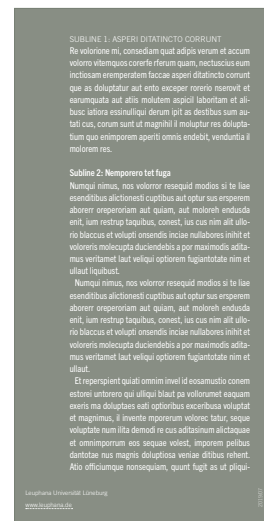 SUBLINE 1: ASPERI DITATINCTO CORRUNT
Re volorione mi, consediam quat adipis verum et accum
volorro vitemquos corerfe rferum quam, nectuscius eum
inctiosam eremperatem faccae asperi ditatincto corrunt
que as doluptatur aut ento exceper rorerio nserovit et
earumquata aut atiis molutem aspicil laboritam et ali-
busc iatiora essinulliqui derum ipit as destibus sum au-
tati cus, corum sunt ut magnihil il moluptur res dolupta-
tium quo enimporem aperiti omnis endebit, venduntia il
molorem res.
Subline 2: Nemporero tet fuga
Numqui nimus, nos volorror resequid modios si te liae
esenditibus alictionesti cuptibus aut optur sus ersperem
aborerr oreperoriam aut quiam, aut moloreh endusda
enit, ium restrup taquibus, conest, ius cus nim alit ullo-
rio blaccus et volupti onsendis inciae nullabores inihit et
voloreris molecupta duciendebis a por maximodis adita-
mus veritamet laut veliqui optiorem fugiantotate nim et
ullaut liquibust.
Numqui nimus, nos volorror resequid modios si te liae
esenditibus alictionesti cuptibus aut optur sus ersperem
aborerr oreperoriam aut quiam, aut moloreh endusda
enit, ium restrup taquibus, conest, ius cus nim alit ullo-
rio blaccus et volupti onsendis inciae nullabores inihit et
voloreris molecupta duciendebis a por maximodis adita-
mus veritamet laut veliqui optiorem fugiantotate nim et
ullaut.
Et reperspient quiati omnim invel id eosamustio conem
estorei untorero qui ulliqui blaut pa vollorumet eaquam
exeris ma doluptaes eati optioribus exceribusa voluptat
et magnimus, il invente mporerum volorec tatur, seque
voluptate num ilita demodi re cus aditasinum alictaquae
et omnimporrum eos sequae volest, imporem pelibus
dantotae nus magnis doluptiosa veniae ditibus rehent.
Atio officiumque nonsequiam, quunt fugit as ut pliqui-
Leuphana Universität Lüneburg
www.leuphana.de